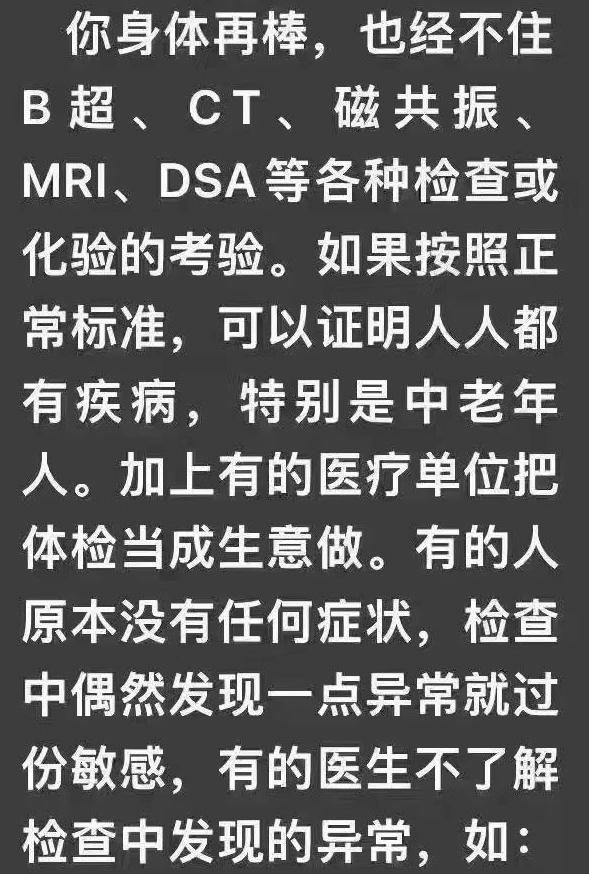 你身体再棒，也经不住
B超、CT、磁共振、
MRI、DSA等各种检查或
化验的考验。如果按照正
常标准，可以证明人人都
有疾病，特别是中老年
人。加上有的医疗单位把
体检当成生意做。有的人
原本没有任何症状，检查
中偶然发现一点异常就过
份敏感，有的医生不了解
检查中发现的异常，如：